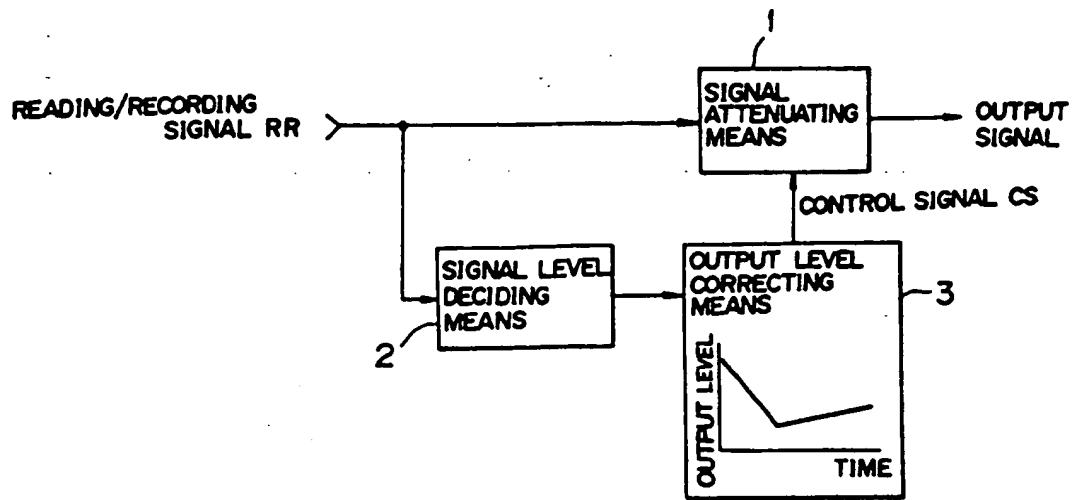 1
READING/RECORDING
SIGNAL RR
SIGNAL
ATTENUATING
MEANS
OUTPUT
SIGNAL
CONTROL SIGNAL CS
SIGNAL LEVEL
DECIDING
MEANS
2
OUTPUT LEVEL
CORRECTING
MEANS
3
OUTPUT LEVEL
TIME